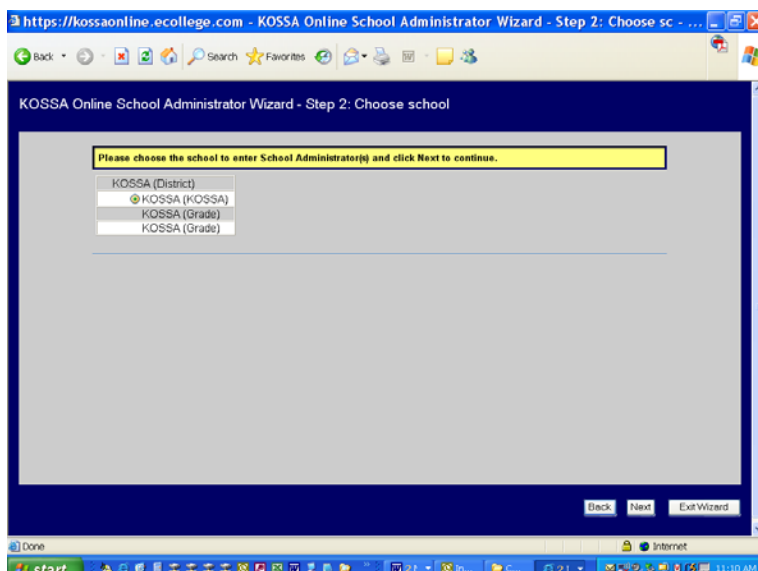 https://kossaonline.ecollege.com - KOSSA Online School Administrator Wizard - Step 2: Choose sc - ...
Back Search Favorites
KOSSA Online School Administrator Wizard - Step 2: Choose school
Please choose the school to enter School Administrator(s) and click Next to continue.
KOSSA (District)
KOSSA (KOSSA)
KOSSA (Grade)
KOSSA (Grade)
Back Next Exit Wizard
Done Internet
start 11:10 AM